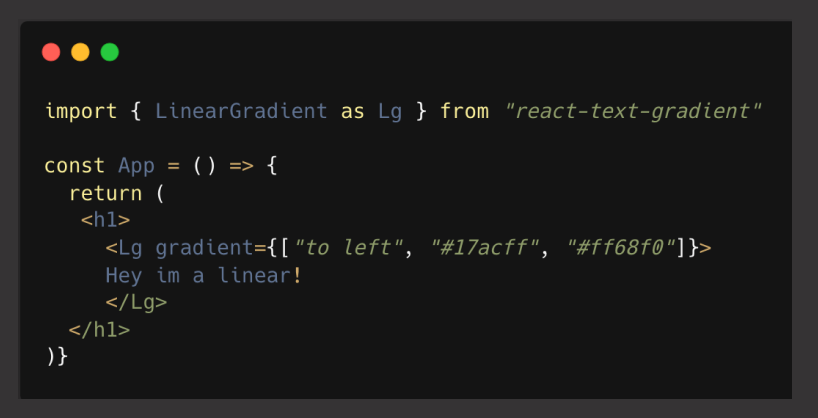 import { LinearGradient as Lg } from "react-text-gradient"
const App = () => {
return (
<h1>
<Lg gradient={["to left", "#17acff", "#ff68f0"]}>
Hey im a linear!
</Lg>
</h1>
)}